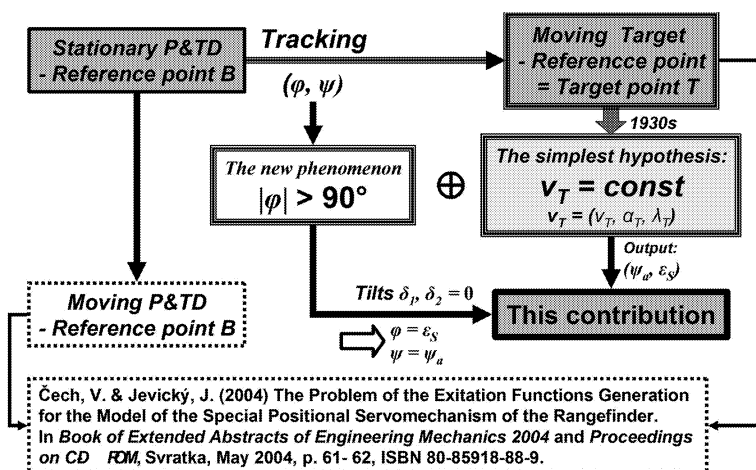 Stationary P&TD
- Reference point B
Tracking
(φ, ψ)
Moving Target
- Referencce point
= Target point T
1930s
The new phenomenon
|φ| > 90°
⊕
The simplest hypothesis:
v_T = const
v_T = (v_T, α_T, λ_T)
Output:
(ψ_a, ε_S)
Moving P&TD
- Reference point B
Tilts δ_1, δ_2 = 0
φ = ε_S
ψ = ψ_a
This contribution
Čech, V. & Jevický, J. (2004) The Problem of the Exitation Functions Generation
for the Model of the Special Positional Servomechanism of the Rangefinder.
In Book of Extended Abstracts of Engineering Mechanics 2004 and Proceedings
on CD ROM, Svratka, May 2004, p. 61- 62, ISBN 80-85918-88-9.